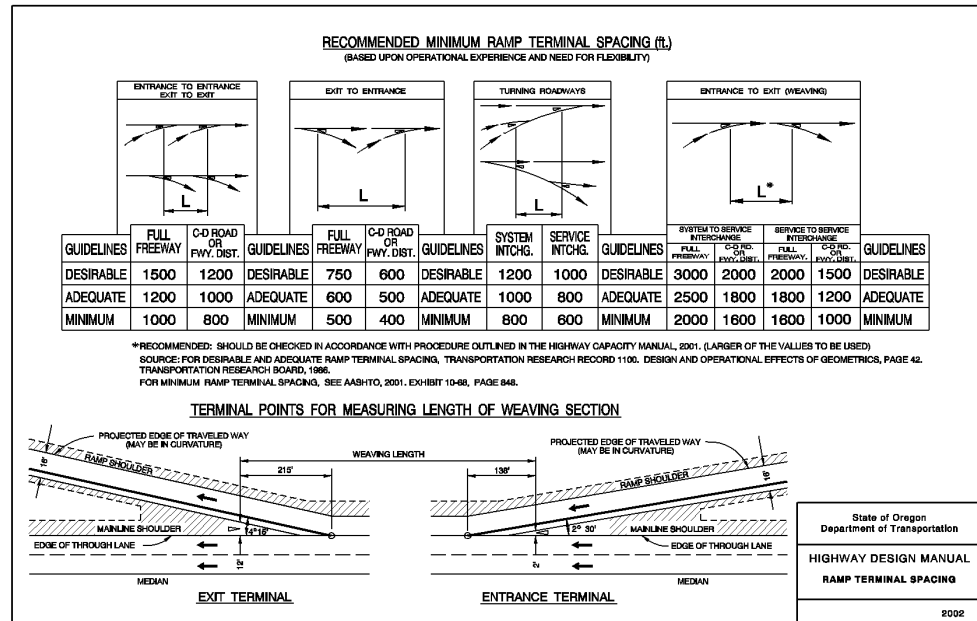 RECOMMENDED MINIMUM RAMP TERMINAL SPACING (ft.)
(BASED UPON OPERATIONAL EXPERIENCE AND NEED FOR FLEXIBILITY)
ENTRANCE TO ENTRANCE
EXIT TO EXIT
EXIT TO ENTRANCE
TURNING ROADWAYS
ENTRANCE TO EXIT (WEAVING)
L
L
L
L*
GUIDELINES
FULL FREEWAY
C-D ROAD OR FWY. DIST.
GUIDELINES
FULL FREEWAY
C-D ROAD OR FWY. DIST.
GUIDELINES
SYSTEM INTCHG.
SERVICE INTCHG.
GUIDELINES
SYSTEM TO SERVICE INTERCHANGE
FULL FREEWAY
C-D RD. OR FWY. DIST.
SERVICE TO SERVICE INTERCHANGE
FULL FREEWAY.
C-D RD. OR FWY. DIST.
GUIDELINES
DESIRABLE 1500 1200 DESIRABLE 750 600 DESIRABLE 1200 1000 DESIRABLE 3000 2000 2000 1500 DESIRABLE
ADEQUATE 1200 1000 ADEQUATE 600 500 ADEQUATE 1000 800 ADEQUATE 2500 1800 1800 1200 ADEQUATE
MINIMUM 1000 800 MINIMUM 500 400 MINIMUM 800 600 MINIMUM 2000 1600 1600 1000 MINIMUM
*RECOMMENDED: SHOULD BE CHECKED IN ACCORDANCE WITH PROCEDURE OUTLINED IN THE HIGHWAY CAPACITY MANUAL, 2001. (LARGER OF THE VALUES TO BE USED)
SOURCE: FOR DESIRABLE AND ADEQUATE RAMP TERMINAL SPACING, TRANSPORTATION RESEARCH RECORD 1100. DESIGN AND OPERATIONAL EFFECTS OF GEOMETRICS, PAGE 42.
TRANSPORTATION RESEARCH BOARD, 1986.
FOR MINIMUM RAMP TERMINAL SPACING, SEE AASHTO, 2001. EXHIBIT 10-68, PAGE 848.
TERMINAL POINTS FOR MEASURING LENGTH OF WEAVING SECTION
PROJECTED EDGE OF TRAVELED WAY
(MAY BE IN CURVATURE)
RAMP SHOULDER
16'
WEAVING LENGTH
215'
138'
MAINLINE SHOULDER
4° 16'
EDGE OF THROUGH LANE
12'
MEDIAN
EXIT TERMINAL
PROJECTED EDGE OF TRAVELED WAY
(MAY BE IN CURVATURE)
RAMP SHOULDER
16'
2° 30'
MAINLINE SHOULDER
EDGE OF THROUGH LANE
2'
MEDIAN
ENTRANCE TERMINAL
State of Oregon
Department of Transportation
HIGHWAY DESIGN MANUAL
RAMP TERMINAL SPACING
2002